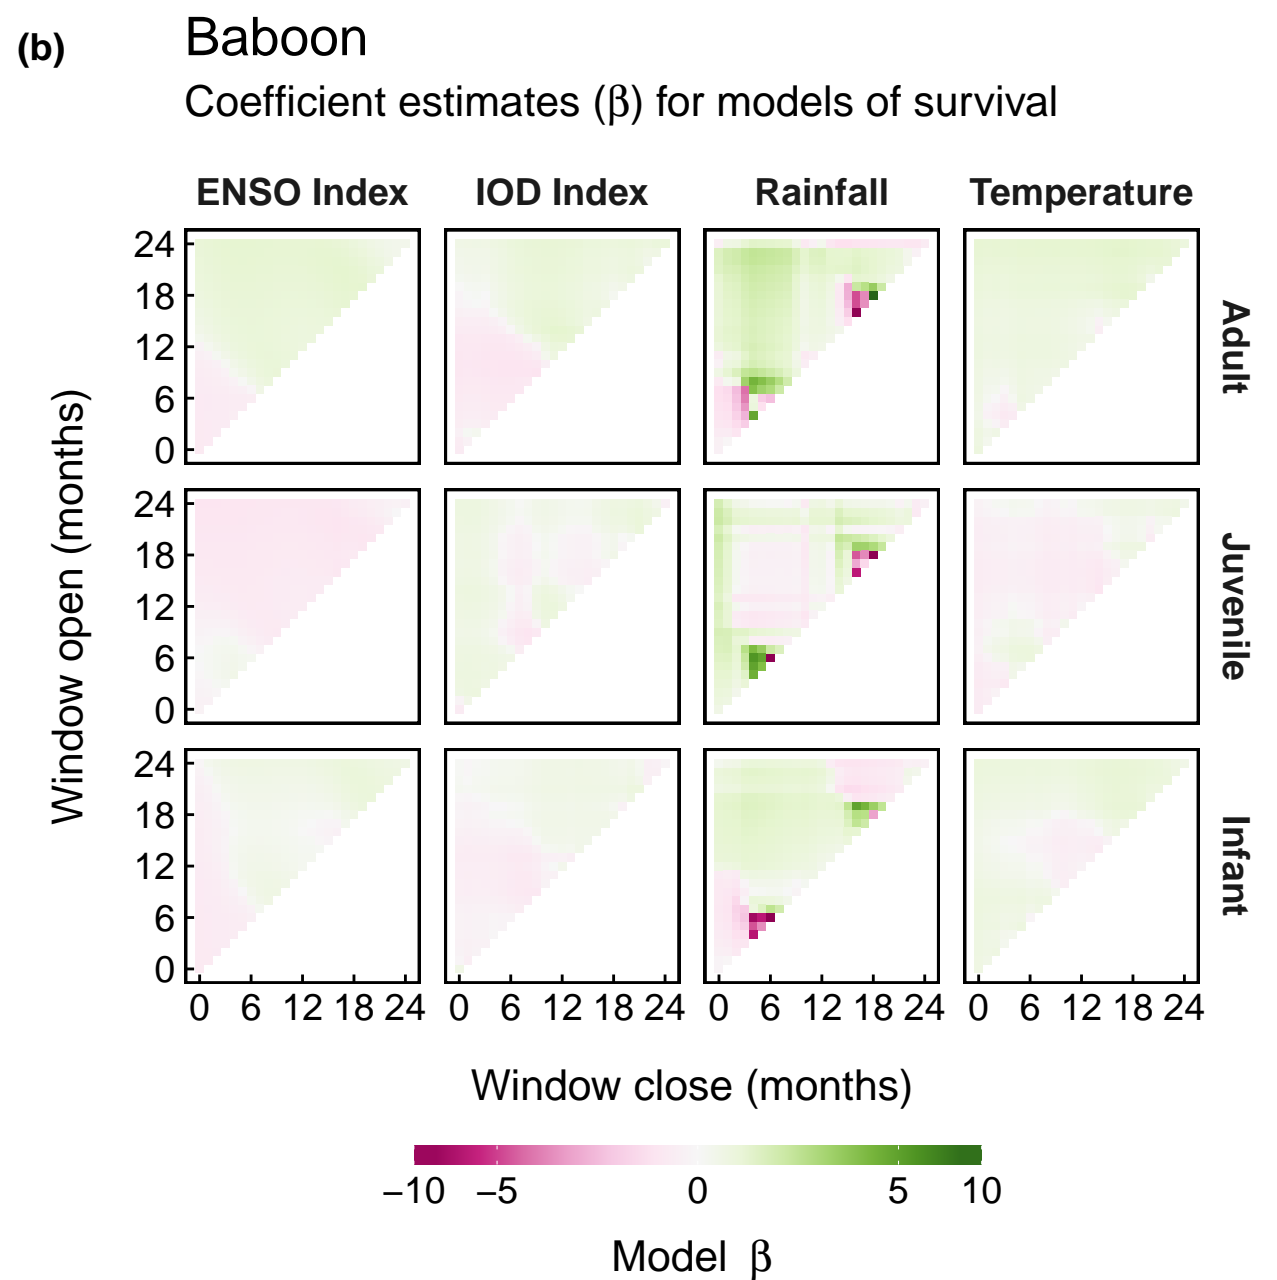 (b) Baboon
Coefficient estimates (β) for models of survival
ENSO Index IOD Index Rainfall Temperature
24
18
12
6
0
Adult
24
18
12
6
0
Juvenile
24
18
12
6
0
Infant
Window open (months)
0 6 12 18 24 0 6 12 18 24 0 6 12 18 24 0 6 12 18 24
Window close (months)
−10 −5 0 5 10
Model β